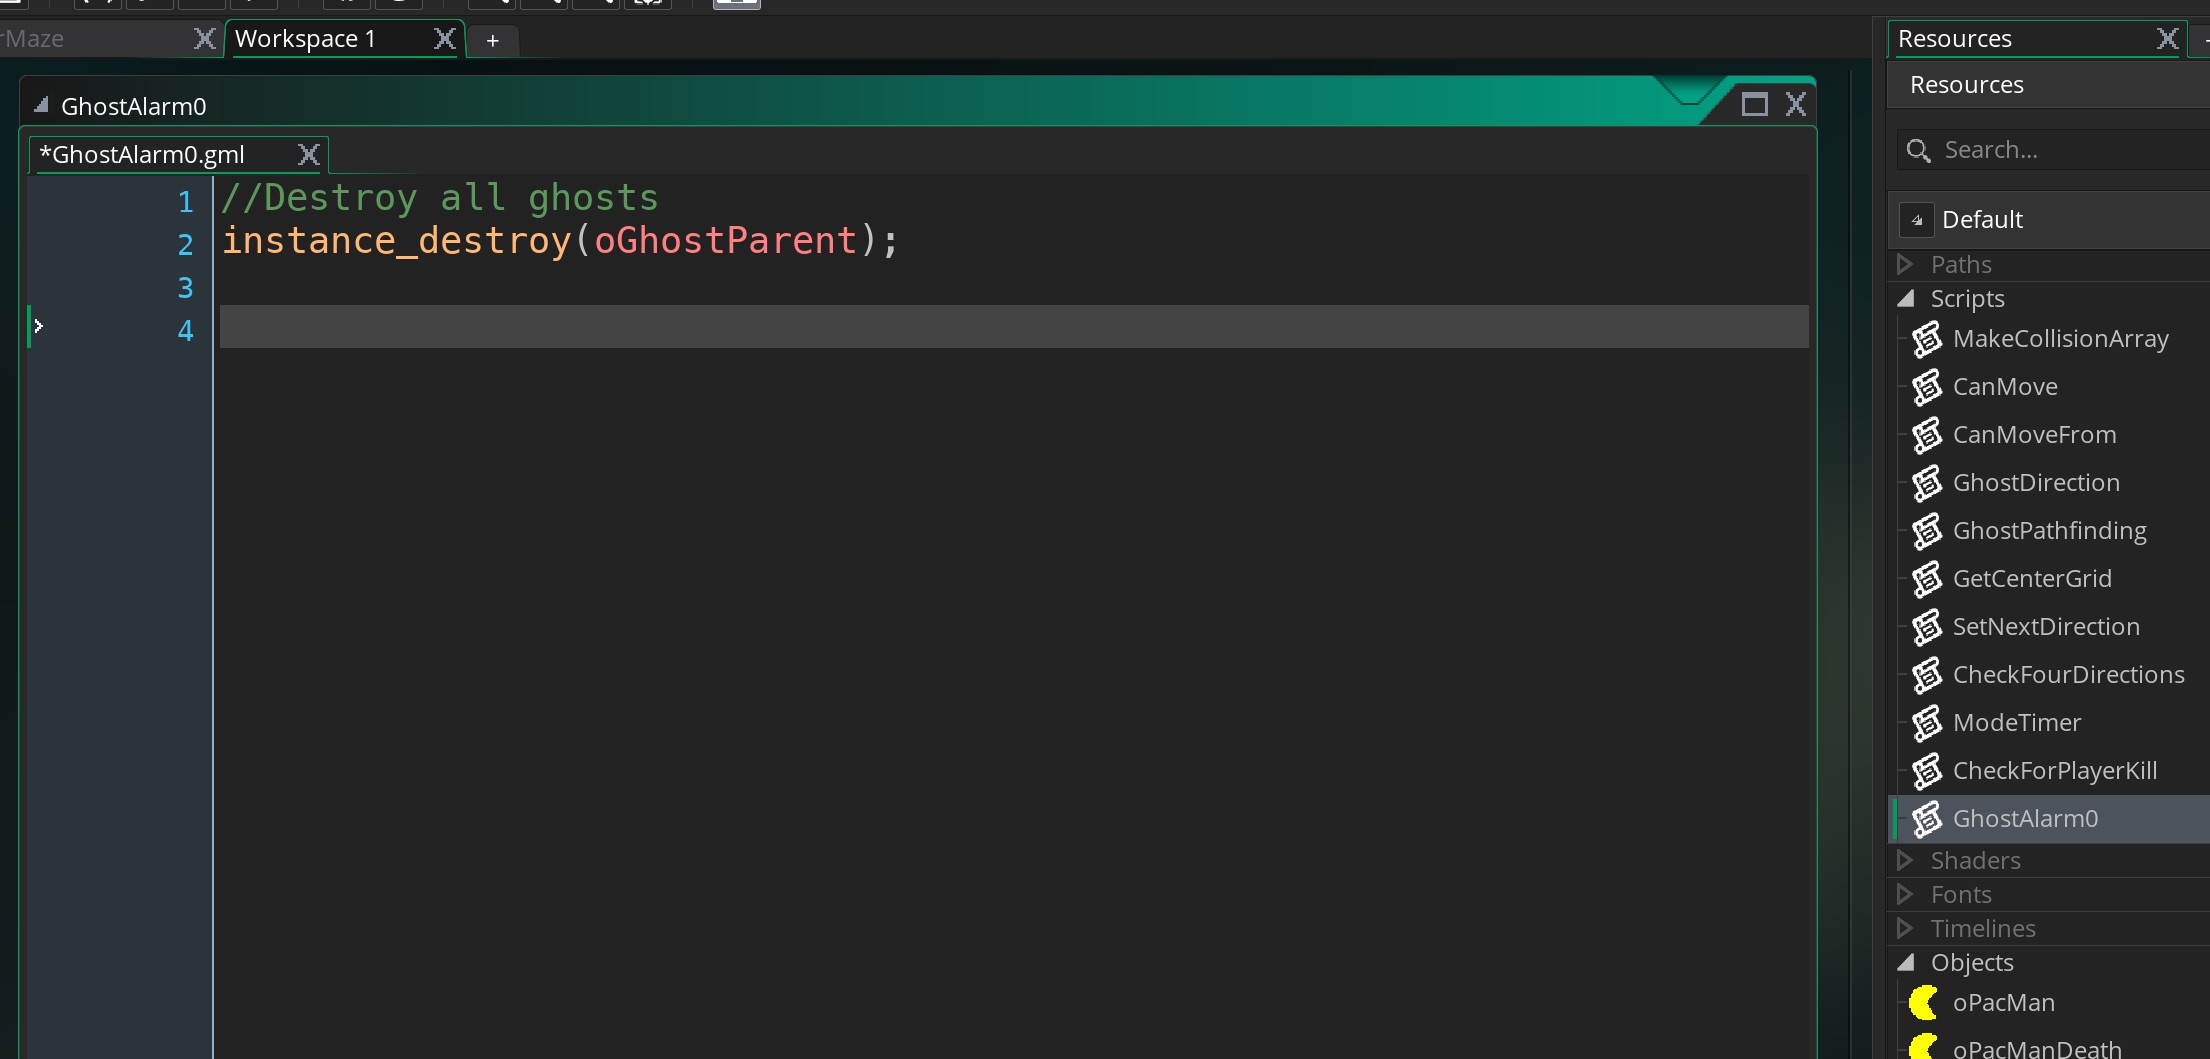 rMaze
Workspace 1
+
Resources
GhostAlarm0
Resources
*GhostAlarm0.gml
Search...
1 //Destroy all ghosts
2 instance_destroy(oGhostParent);
3
4
Default
Paths
Scripts
MakeCollisionArray
CanMove
CanMoveFrom
GhostDirection
GhostPathfinding
GetCenterGrid
SetNextDirection
CheckFourDirections
ModeTimer
CheckForPlayerKill
GhostAlarm0
Shaders
Fonts
Timelines
Objects
oPacMan
oPacManDeath